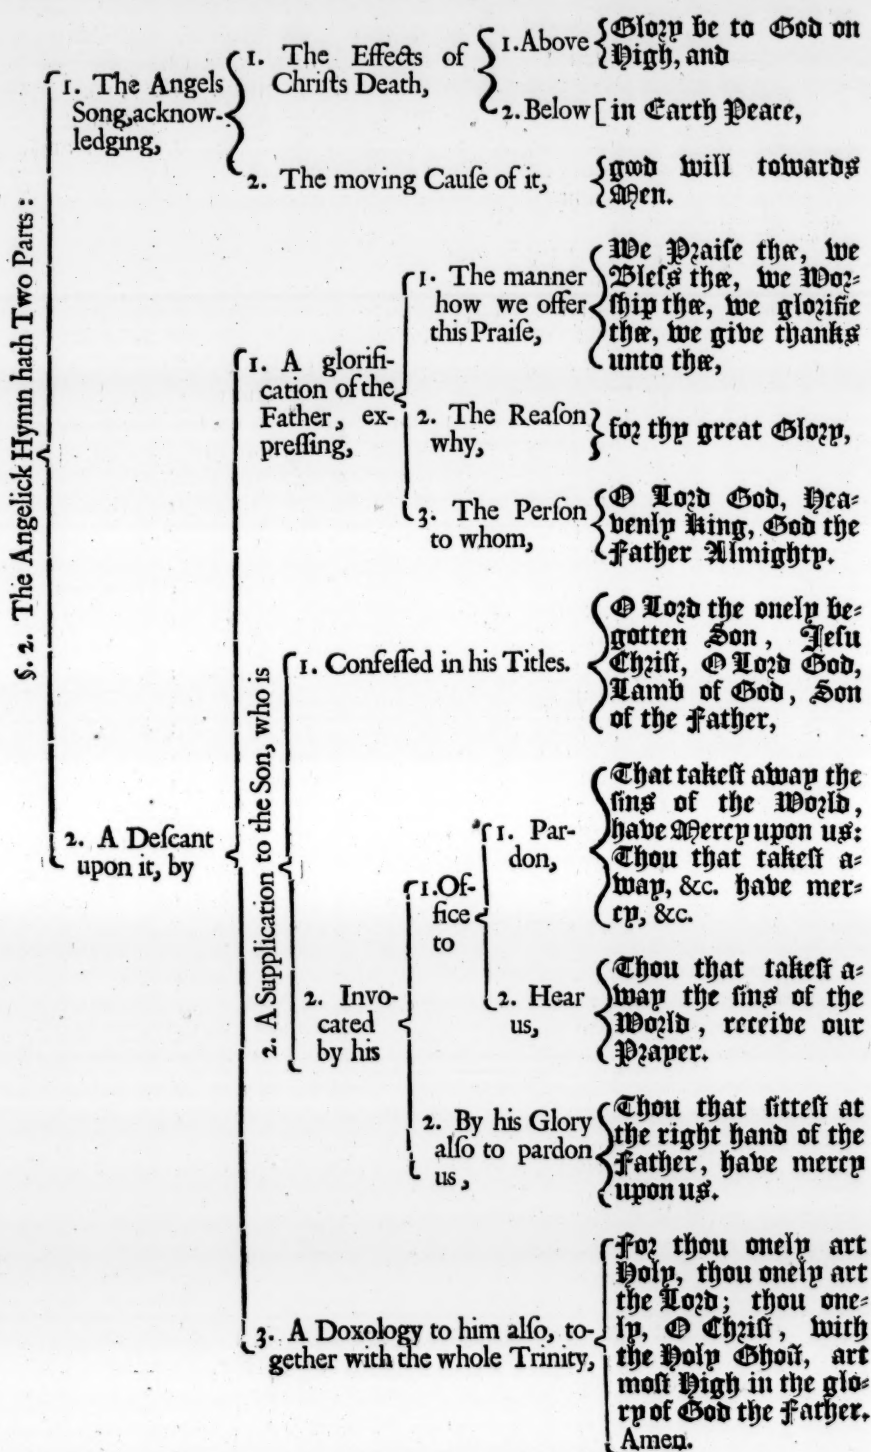 §. 2. The Angelick Hymn hath Two Parts:
1. The Angels
Song, acknow-
ledging,
1. The Effects of
Chriſts Death,
1. Above
Glory be to God on
High, and
2. Below [ in Earth Peace,
2. The moving Cauſe of it,
good will towards
Men.
2. A Deſcant
upon it, by
1. A glorifi-
cation of the
Father, ex-
preſſing,
1. The manner
how we offer
this Praiſe,
We Praiſe thee, we
Bleſs thee, we Wor-
ſhip thee, we glorifie
thee, we give thanks
unto thee,
2. The Reaſon
why,
for thy great Glory,
3. The Perſon
to whom,
O Lord God, Hea-
venly King, God the
Father Almighty.
2. A Supplication to the Son, who is
1. Confeſſed in his Titles.
O Lord the onely be-
gotten Son, Jeſu
Chriſt, O Lord God,
Lamb of God, Son
of the Father,
2. Invo-
cated
by his
1. Of-
fice
to
1. Par-
don,
That takeſt away the
ſins of the World,
have Mercy upon us:
Thou that takeſt a-
way, &c. have mer-
cy, &c.
2. Hear
us,
Thou that takeſt a-
way the ſins of the
World, receive our
Prayer.
2. By his Glory
alſo to pardon
us,
Thou that ſitteſt at
the right hand of the
Father, have mercy
upon us.
3. A Doxology to him alſo, to-
gether with the whole Trinity,
For thou onely art
Holy, thou onely art
the Lord; thou one-
ly, O Chriſt, with
the Holy Ghoſt, art
moſt High in the glo-
ry of God the Father.
Amen.